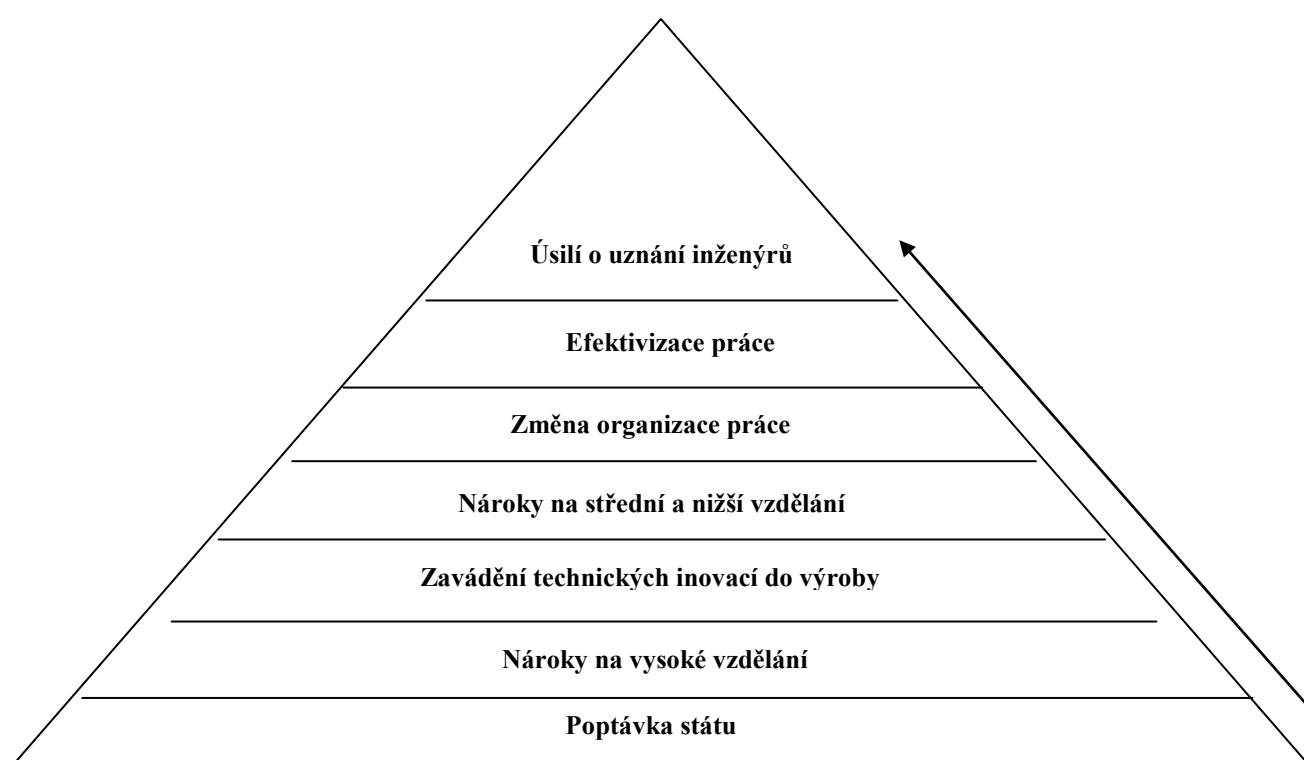 Úsilí o uznání inženýrů
Efektivizace práce
Změna organizace práce
Nároky na střední a nižší vzdělání
Zavádění technických inovací do výroby
Nároky na vysoké vzdělání
Poptávka státu